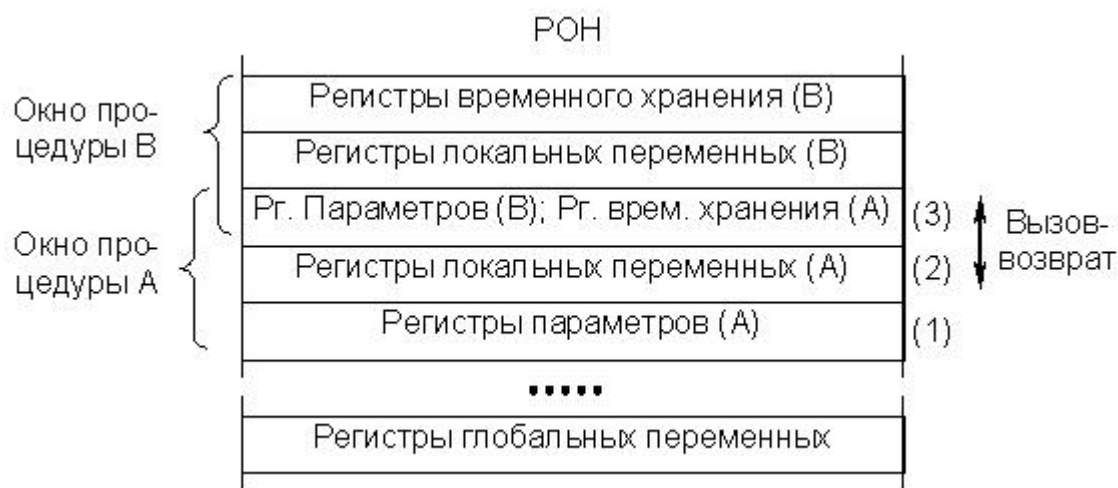 РОН
Окно про-
цедуры В
Регистры временного хранения (В)
Регистры локальных переменных (В)
Рг. Параметров (В); Рг. врем. хранения (А)
(3)
Окно про-
цедуры А
Регистры локальных переменных (А)
(2)
Вызов-
возврат
Регистры параметров (А)
(1)
Регистры глобальных переменных